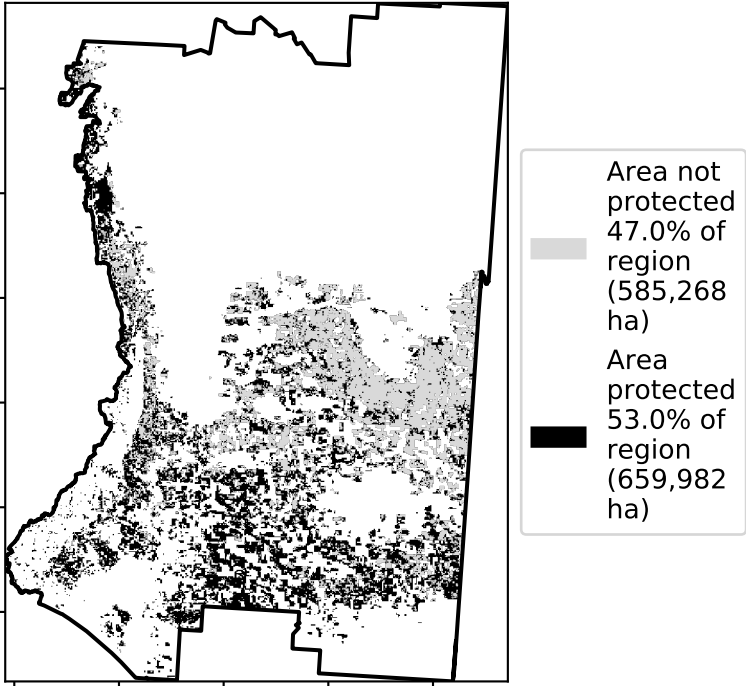 Area not
protected
47.0% of
region
(585,268
ha)
Area
protected
53.0% of
region
(659,982
ha)